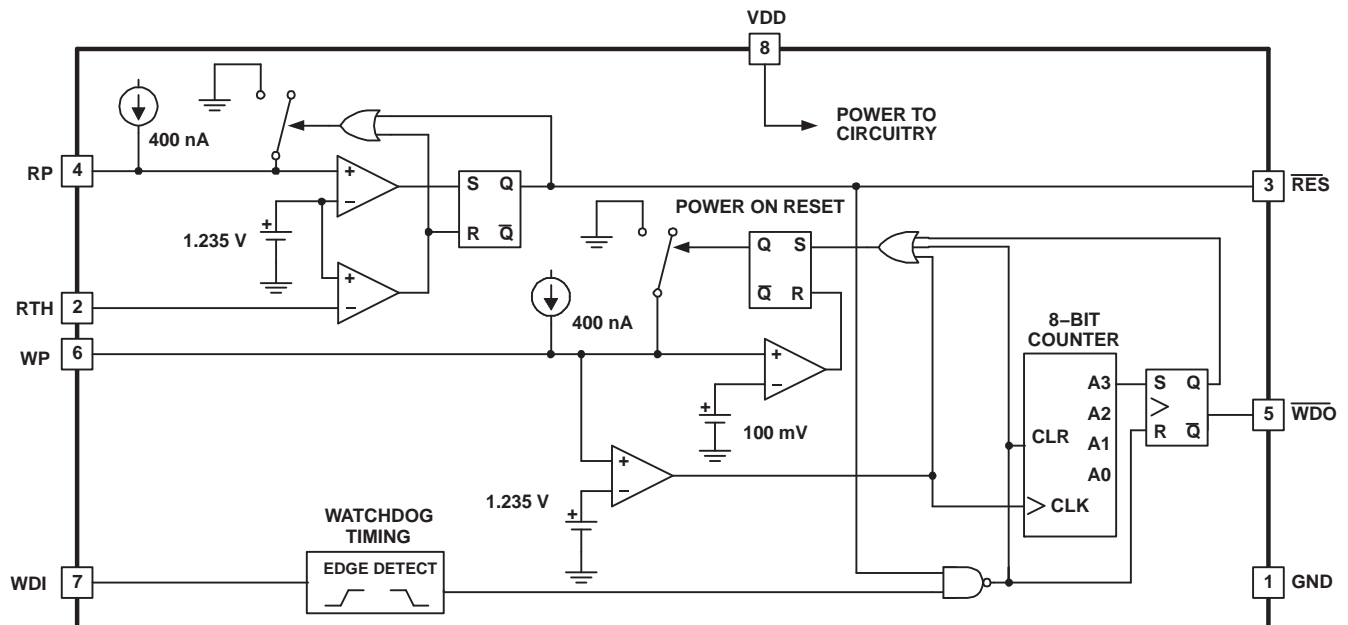 VDD
8
POWER TO
CIRCUITRY
400 nA
RP 4
+
−
S Q
R Q̅
1.235 V
+
+
−
3 R̅E̅S̅
POWER ON RESET
Q S
Q̅ R
RTH 2
400 nA
WP 6
+
−
+
100 mV
8–BIT
COUNTER
A3
A2
A1
A0
CLR
CLK
S Q
R Q̅
5 W̅D̅O̅
+
−
1.235 V
+
WATCHDOG
TIMING
EDGE DETECT
WDI 7
1 GND